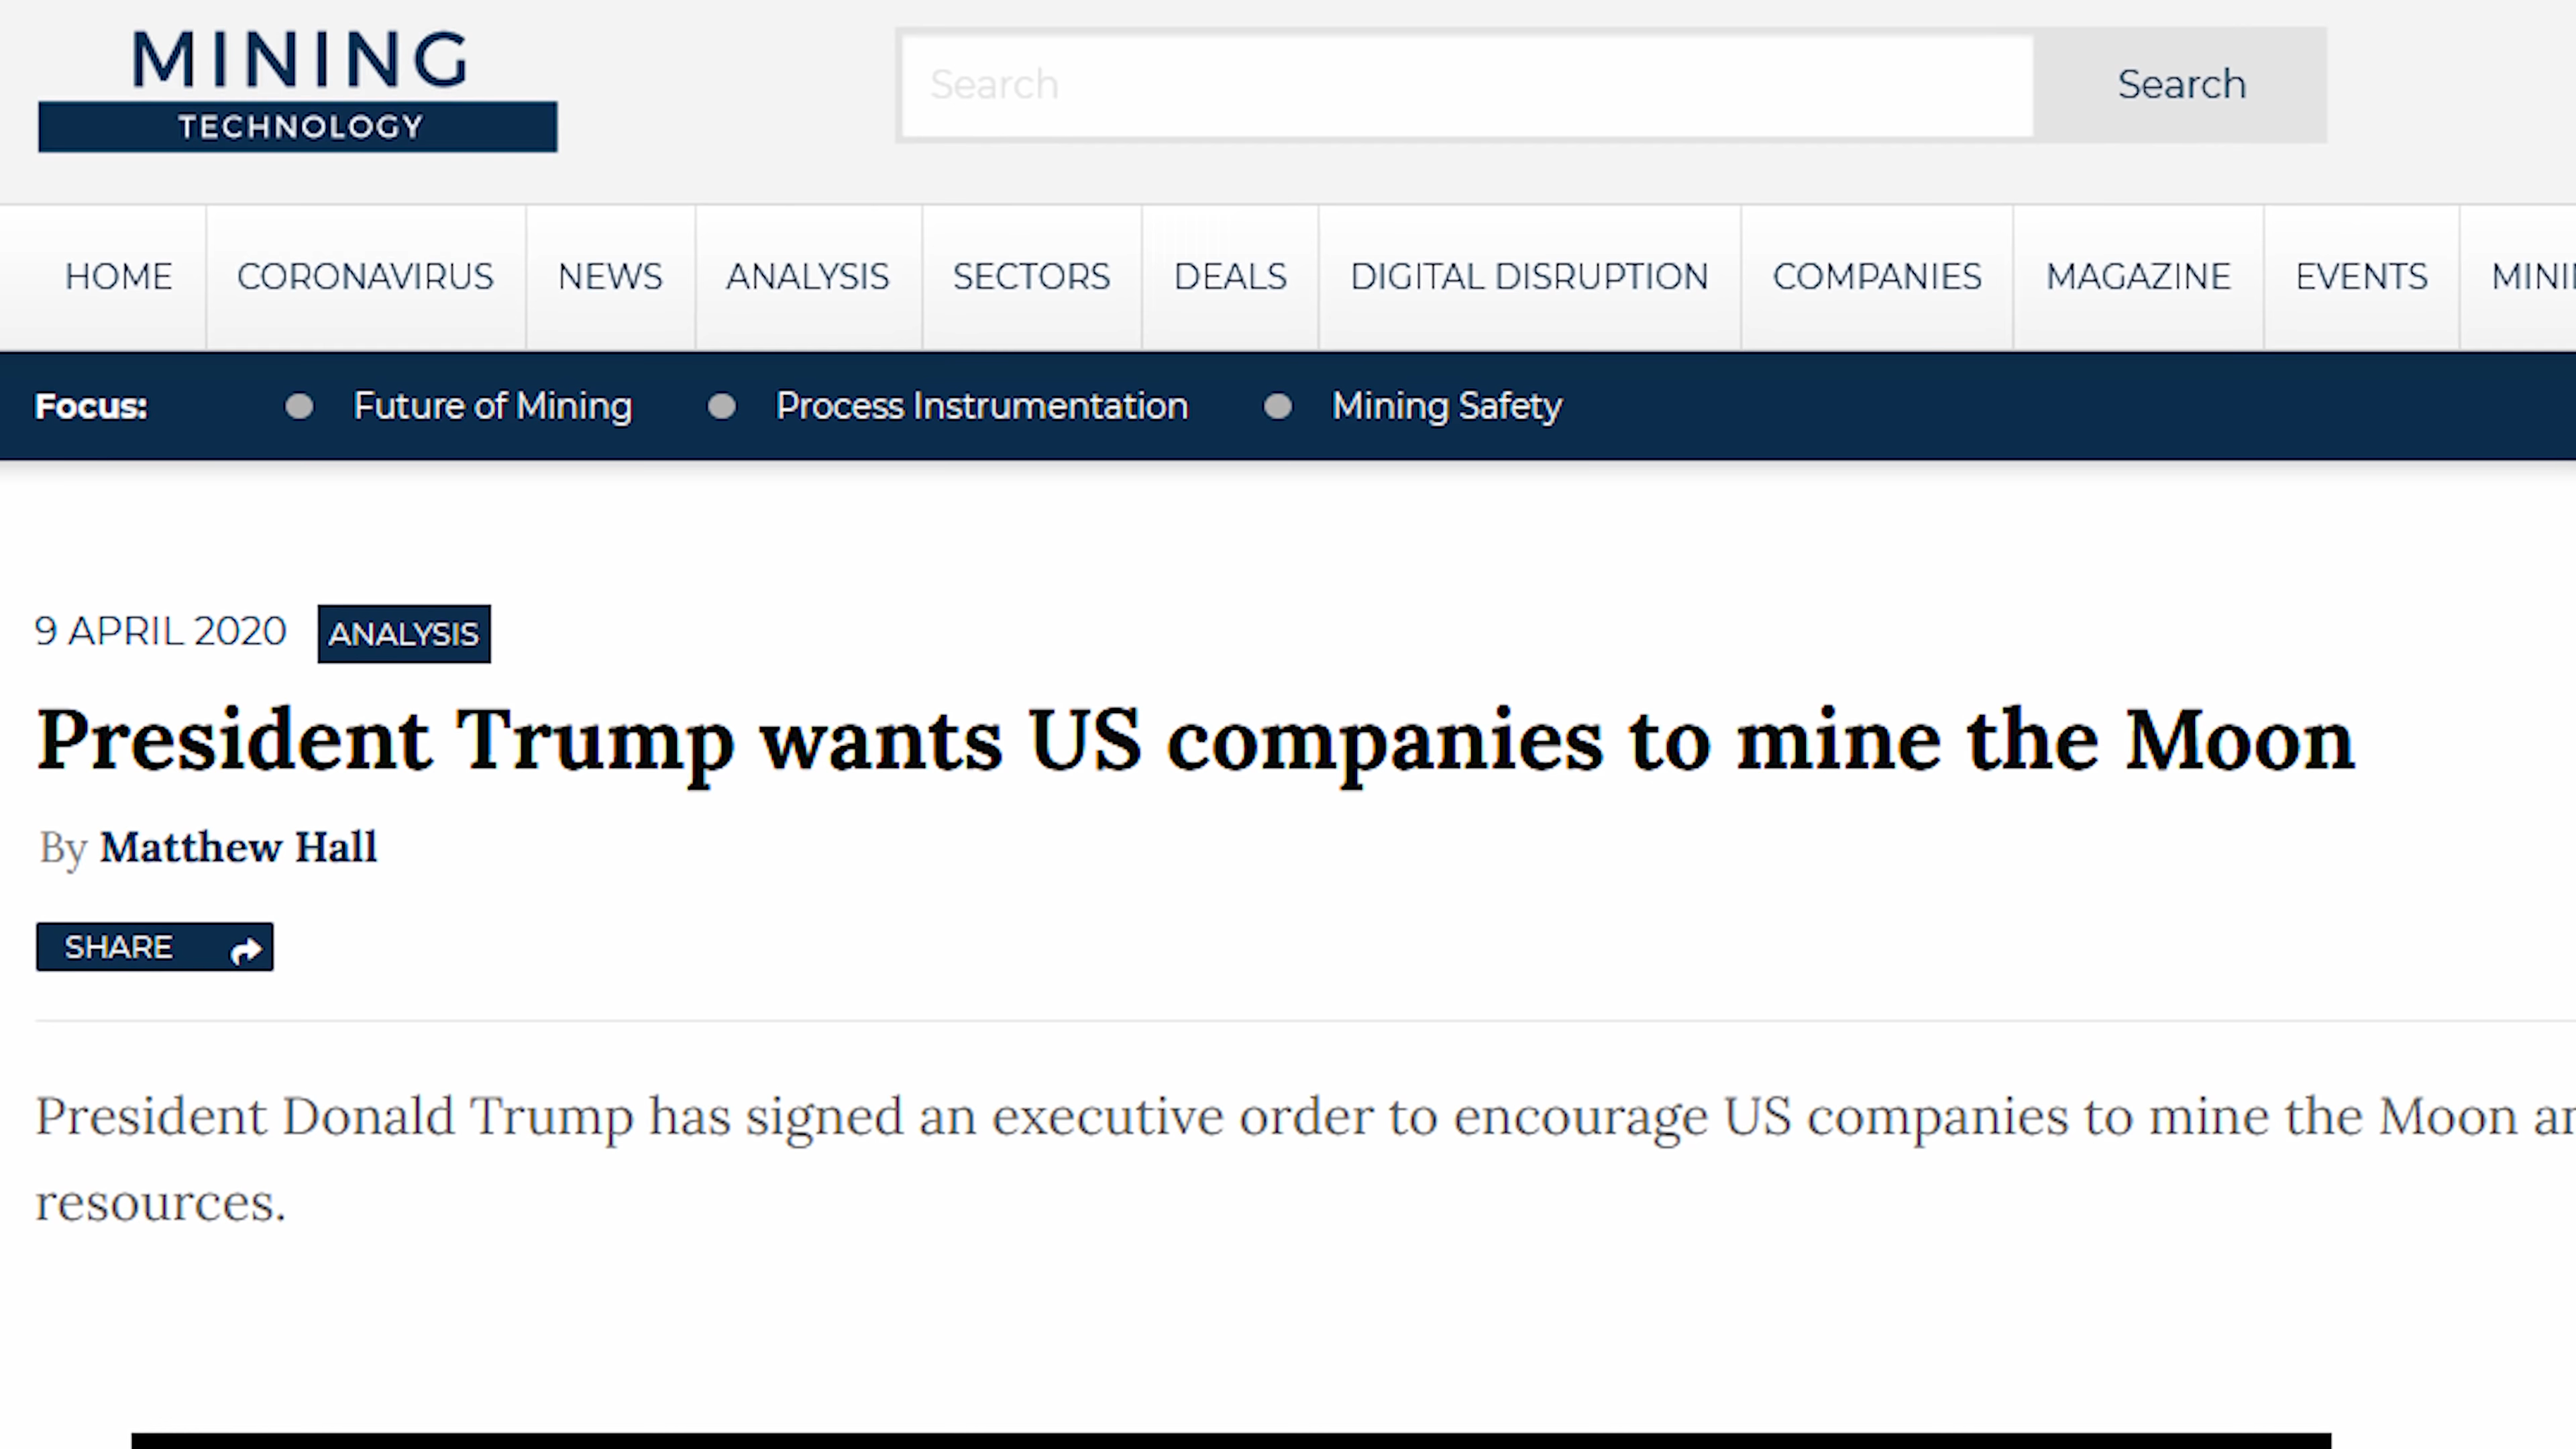 MINING
TECHNOLOGY
Search Search
HOME CORONAVIRUS NEWS ANALYSIS SECTORS DEALS DIGITAL DISRUPTION COMPANIES MAGAZINE EVENTS
Focus: Future of Mining Process Instrumentation Mining Safety
9 APRIL 2020 ANALYSIS
President Trump wants US companies to mine the Moon
By Matthew Hall
SHARE
President Donald Trump has signed an executive order to encourage US companies to mine the Moon
resources.